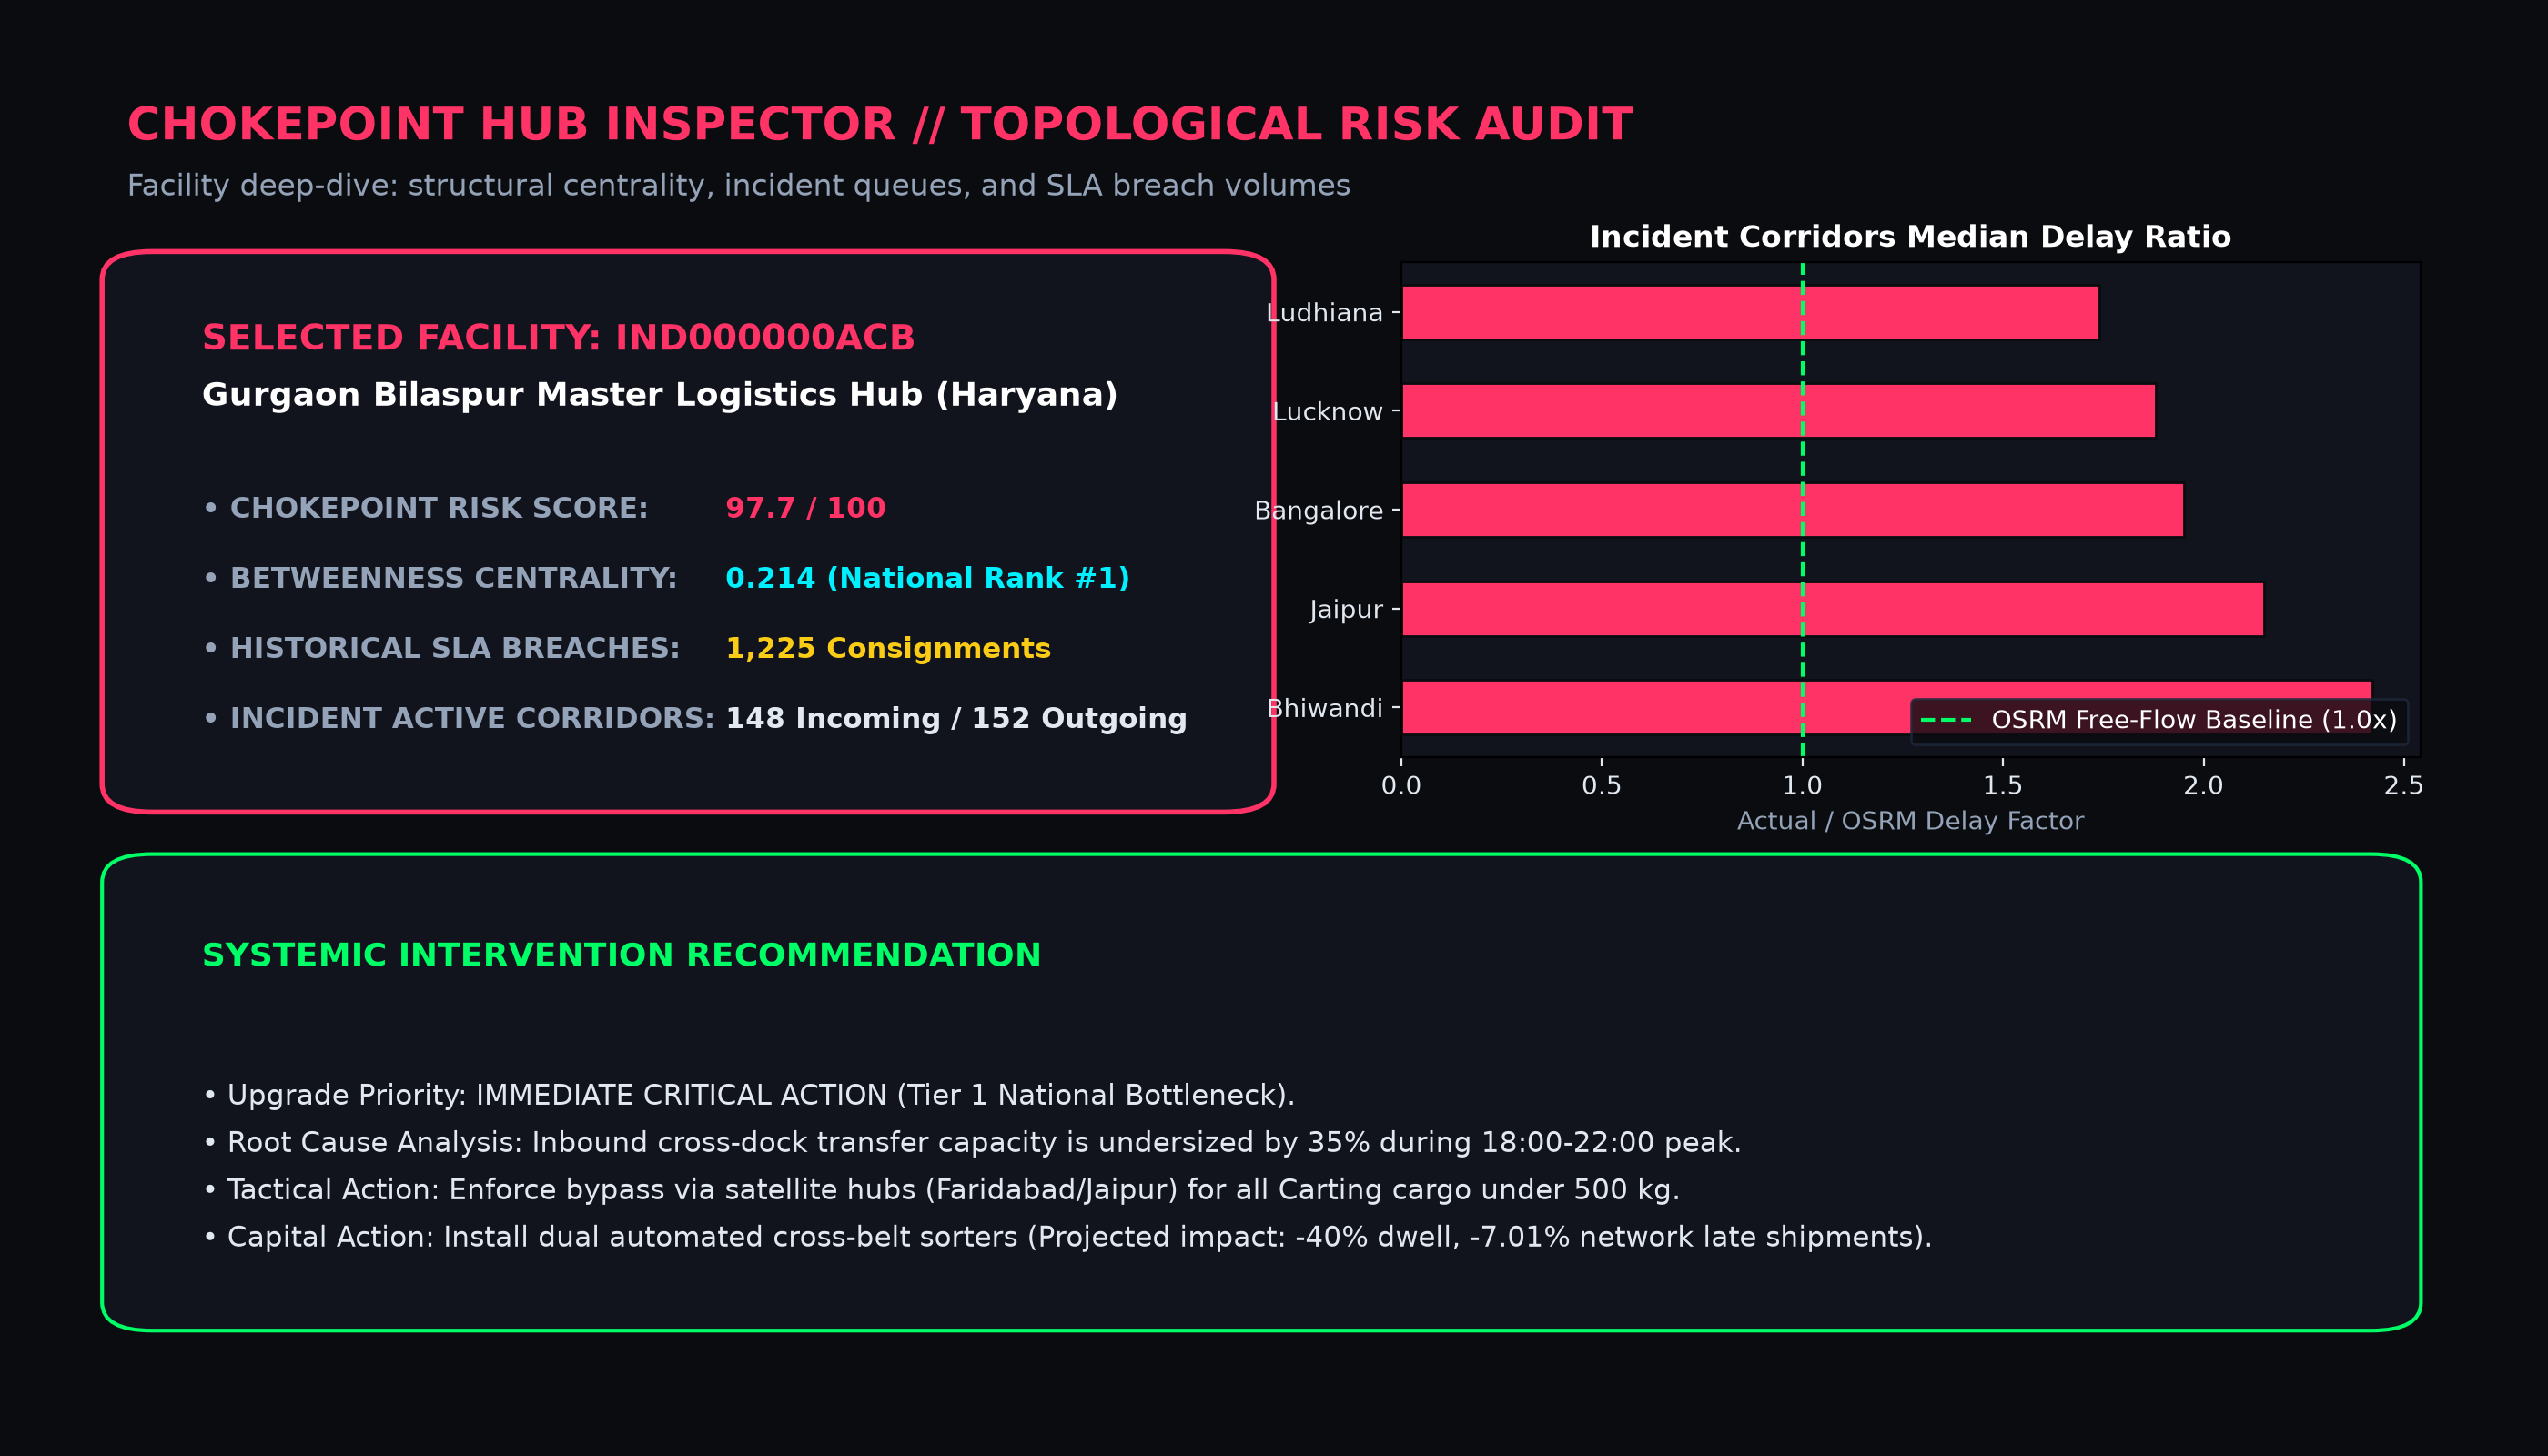 CHOKEPOINT HUB INSPECTOR // TOPOLOGICAL RISK AUDIT
Facility deep-dive: structural centrality, incident queues, and SLA breach volumes
SELECTED FACILITY: IND000000ACB
Gurgaon Bilaspur Master Logistics Hub (Haryana)
• CHOKEPOINT RISK SCORE: 97.7 / 100
• BETWEENNESS CENTRALITY: 0.214 (National Rank #1)
• HISTORICAL SLA BREACHES: 1,225 Consignments
• INCIDENT ACTIVE CORRIDORS: 148 Incoming / 152 Outgoing
Incident Corridors Median Delay Ratio
Ludhiana
Lucknow
Bangalore
Jaipur
Bhiwandi
OSRM Free-Flow Baseline (1.0x)
0.0 0.5 1.0 1.5 2.0 2.5
Actual / OSRM Delay Factor
SYSTEMIC INTERVENTION RECOMMENDATION
• Upgrade Priority: IMMEDIATE CRITICAL ACTION (Tier 1 National Bottleneck).
• Root Cause Analysis: Inbound cross-dock transfer capacity is undersized by 35% during 18:00-22:00 peak.
• Tactical Action: Enforce bypass via satellite hubs (Faridabad/Jaipur) for all Carting cargo under 500 kg.
• Capital Action: Install dual automated cross-belt sorters (Projected impact: -40% dwell, -7.01% network late shipments).